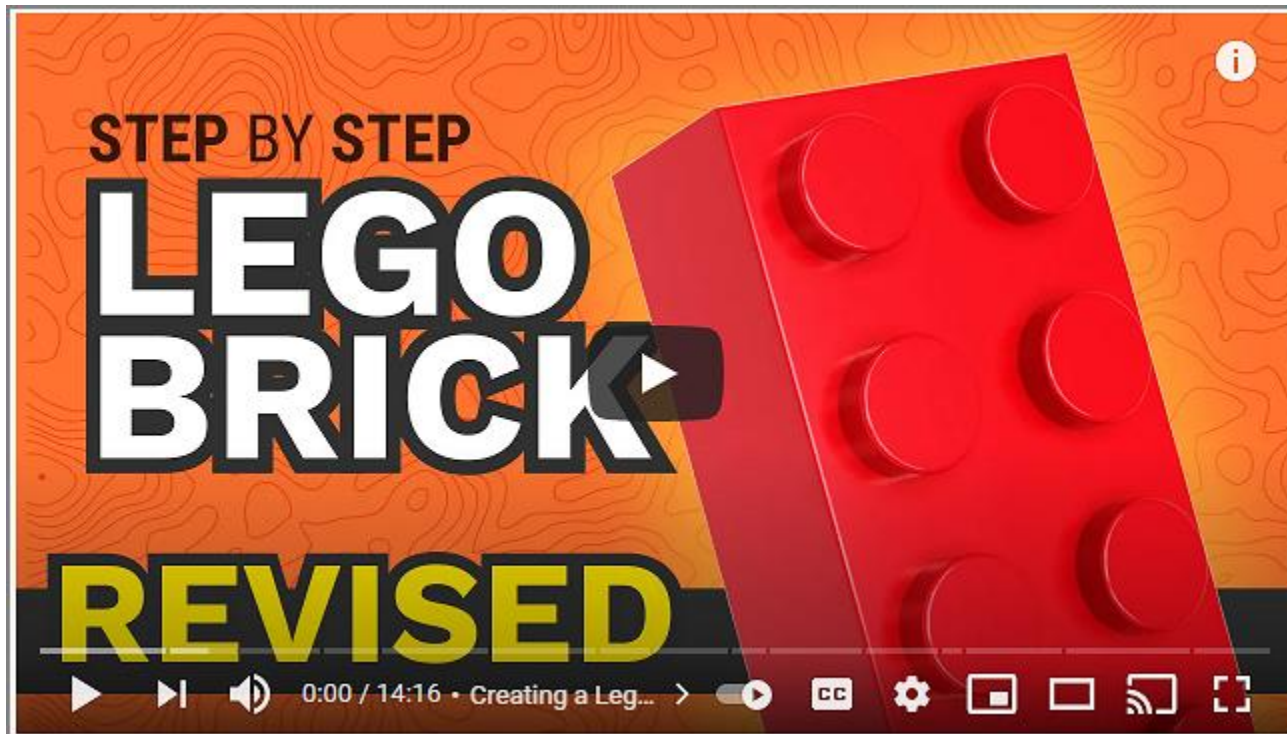 STEP BY STEP
LEGO
BRICK
REVISED
0:00 / 14:16 • Creating a Leg...
CC